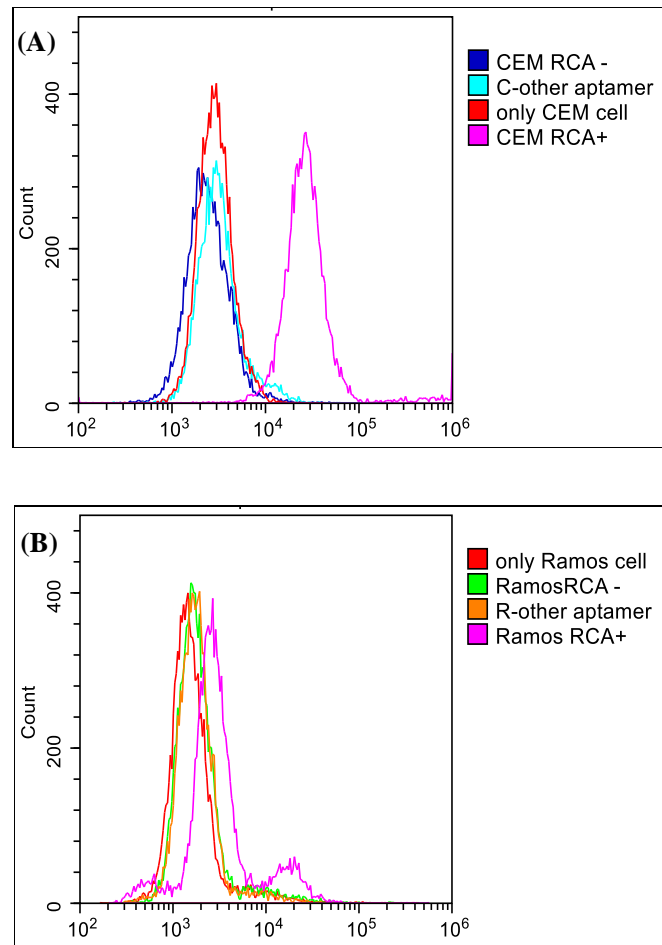 (A)
CEM RCA -
C-other aptamer
only CEM cell
CEM RCA+
Count
400
200
0
10² 10³ 10⁴ 10⁵ 10⁶
(B)
only Ramos cell
RamosRCA -
R-other aptamer
Ramos RCA+
Count
400
200
0
10² 10³ 10⁴ 10⁵ 10⁶